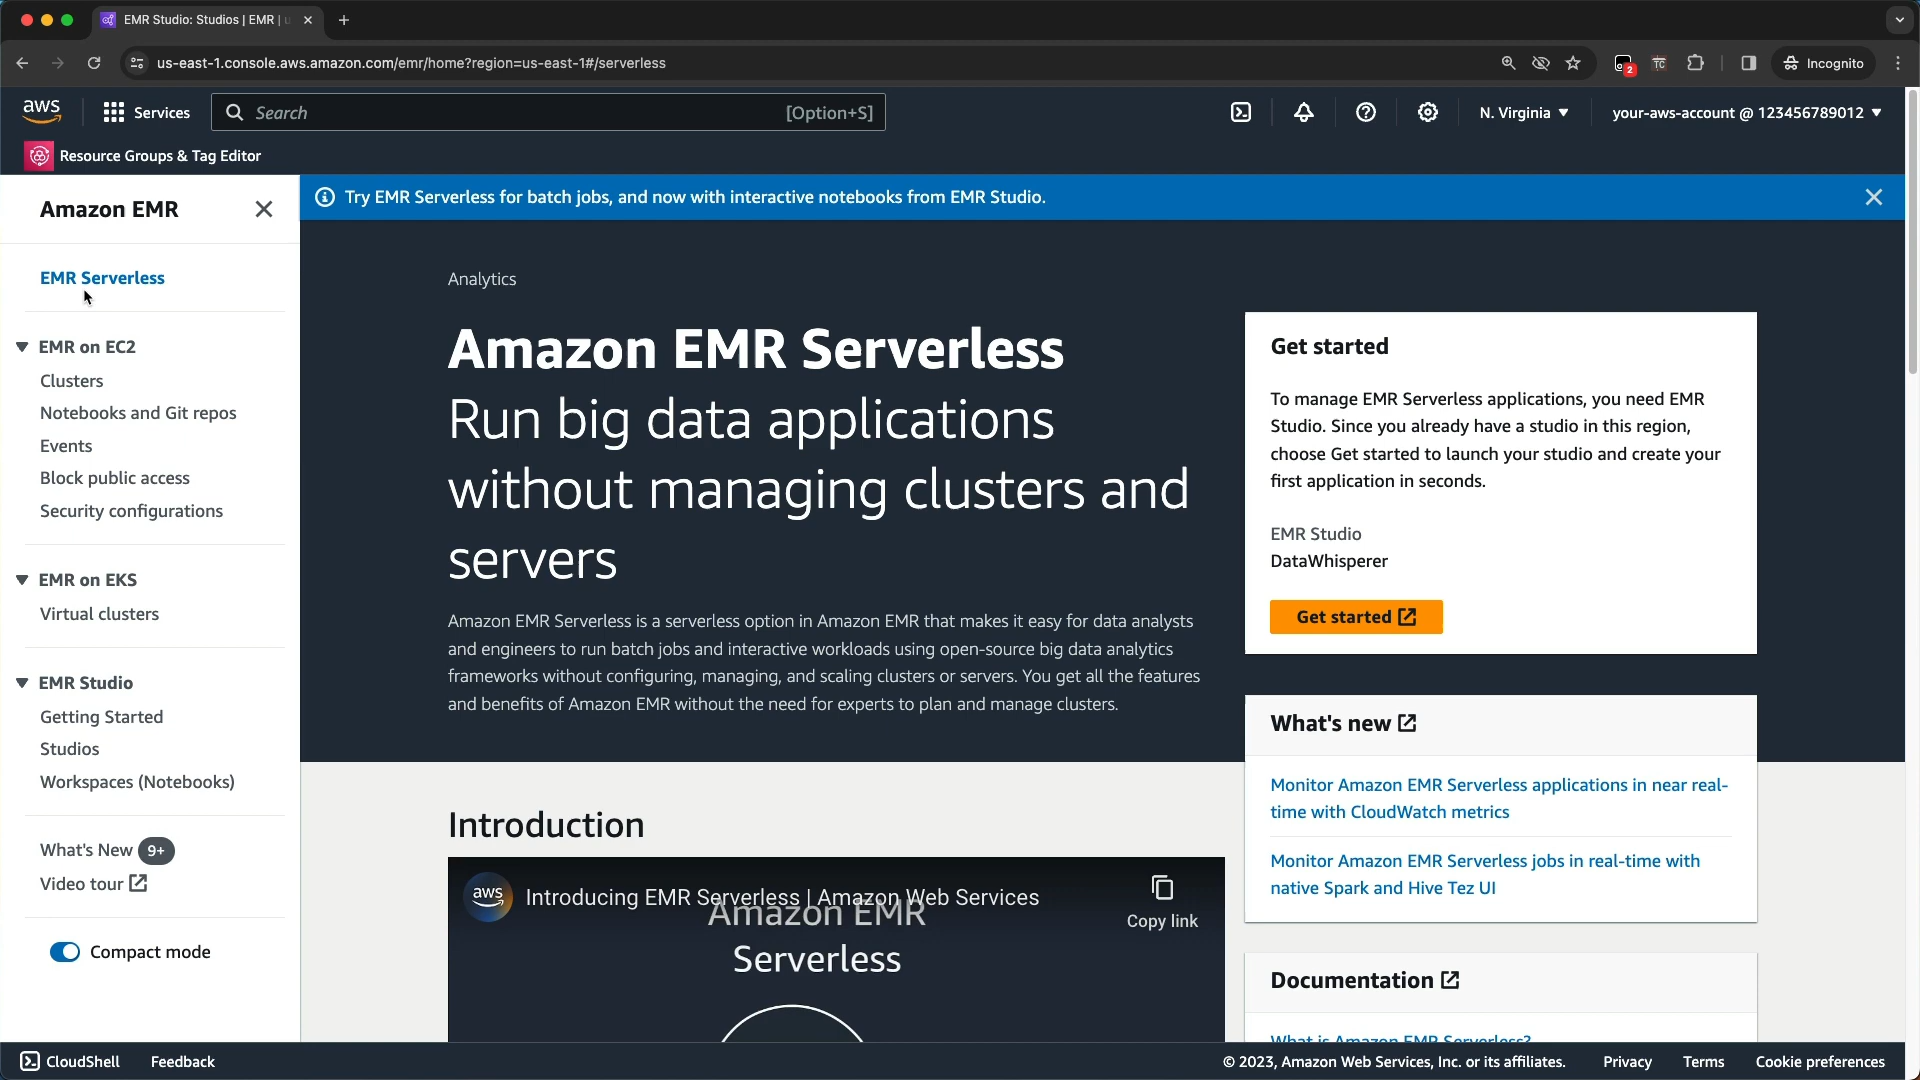 EMR Studio: Studios | EMR | u
us-east-1.console.aws.amazon.com/emr/home?region=us-east-1#/serverless
2
TC
Incognito
aws
Services
Search
[Option+S]
N. Virginia
your-aws-account @ 123456789012
Resource Groups & Tag Editor
Amazon EMR
EMR Serverless
EMR on EC2
Clusters
Notebooks and Git repos
Events
Block public access
Security configurations
EMR on EKS
Virtual clusters
EMR Studio
Getting Started
Studios
Workspaces (Notebooks)
What's New 9+
Video tour
Compact mode
Try EMR Serverless for batch jobs, and now with interactive notebooks from EMR Studio.
Analytics
Amazon EMR Serverless
Run big data applications
without managing clusters and
servers
Amazon EMR Serverless is a serverless option in Amazon EMR that makes it easy for data analysts
and engineers to run batch jobs and interactive workloads using open-source big data analytics
frameworks without configuring, managing, and scaling clusters or servers. You get all the features
and benefits of Amazon EMR without the need for experts to plan and manage clusters.
Get started
To manage EMR Serverless applications, you need EMR
Studio. Since you already have a studio in this region,
choose Get started to launch your studio and create your
first application in seconds.
EMR Studio
DataWhisperer
Get started
What's new
Monitor Amazon EMR Serverless applications in near real-
time with CloudWatch metrics
Monitor Amazon EMR Serverless jobs in real-time with
native Spark and Hive Tez UI
Documentation
What is Amazon EMR Serverless?
Introduction
aws
Introducing EMR Serverless | Amazon Web Services
Copy link
Amazon EMR
Serverless
CloudShell
Feedback
© 2023, Amazon Web Services, Inc. or its affiliates.
Privacy
Terms
Cookie preferences